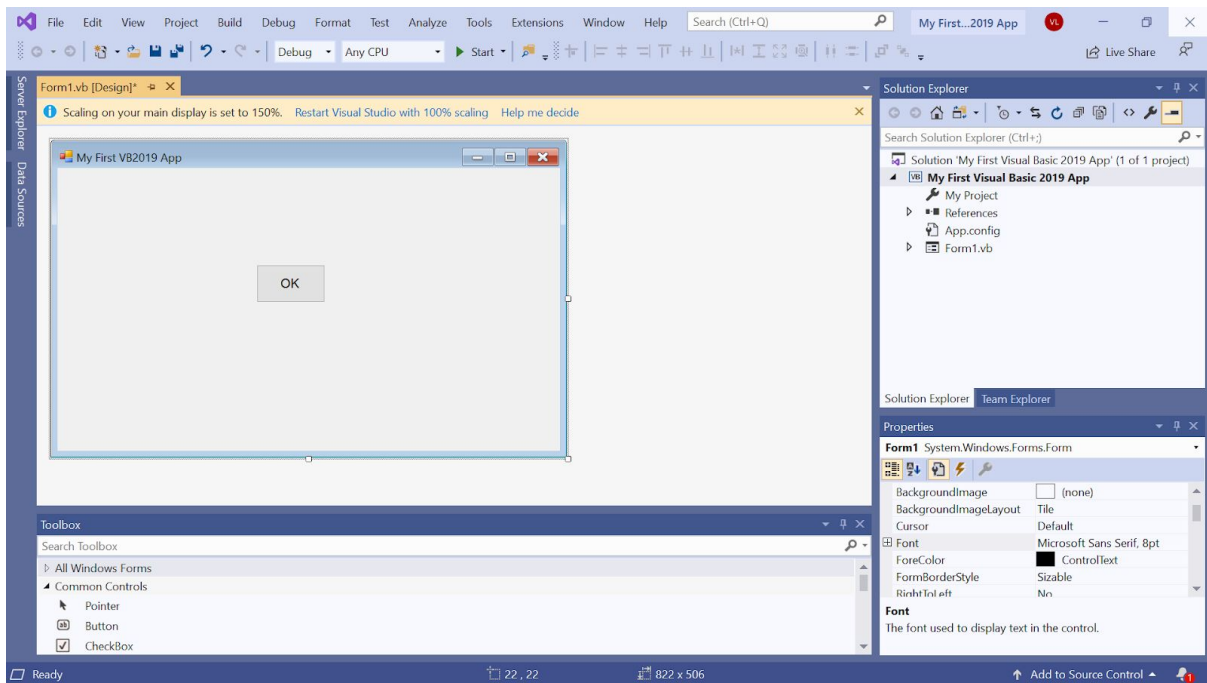 File Edit View Project Build Debug Format Test Analyze Tools Extensions Window Help Search (Ctrl+Q) My First...2019 App VL
Debug Any CPU Start Live Share
Server Explorer
Data Sources
Form1.vb [Design]*
Scaling on your main display is set to 150%. Restart Visual Studio with 100% scaling Help me decide
My First VB2019 App
OK
Toolbox
Search Toolbox
All Windows Forms
Common Controls
Pointer
ab Button
CheckBox
Solution Explorer
Search Solution Explorer (Ctrl+;)
Solution 'My First Visual Basic 2019 App' (1 of 1 project)
VB My First Visual Basic 2019 App
My Project
References
App.config
Form1.vb
Solution Explorer Team Explorer
Properties
Form1 System.Windows.Forms.Form
BackgroundImage (none)
BackgroundImageLayout Tile
Cursor Default
Font Microsoft Sans Serif, 8pt
ForeColor ControlText
FormBorderStyle Sizable
RightToLeft No
Font
The font used to display text in the control.
Ready 22 , 22 822 x 506 Add to Source Control 1